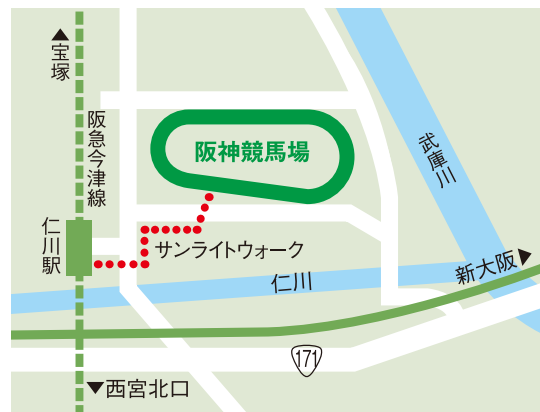 ▲宝塚
阪急今津線
阪神競馬場
武庫川
仁川駅
サンライトウォーク
仁川
新大阪▶
171
▼西宮北口